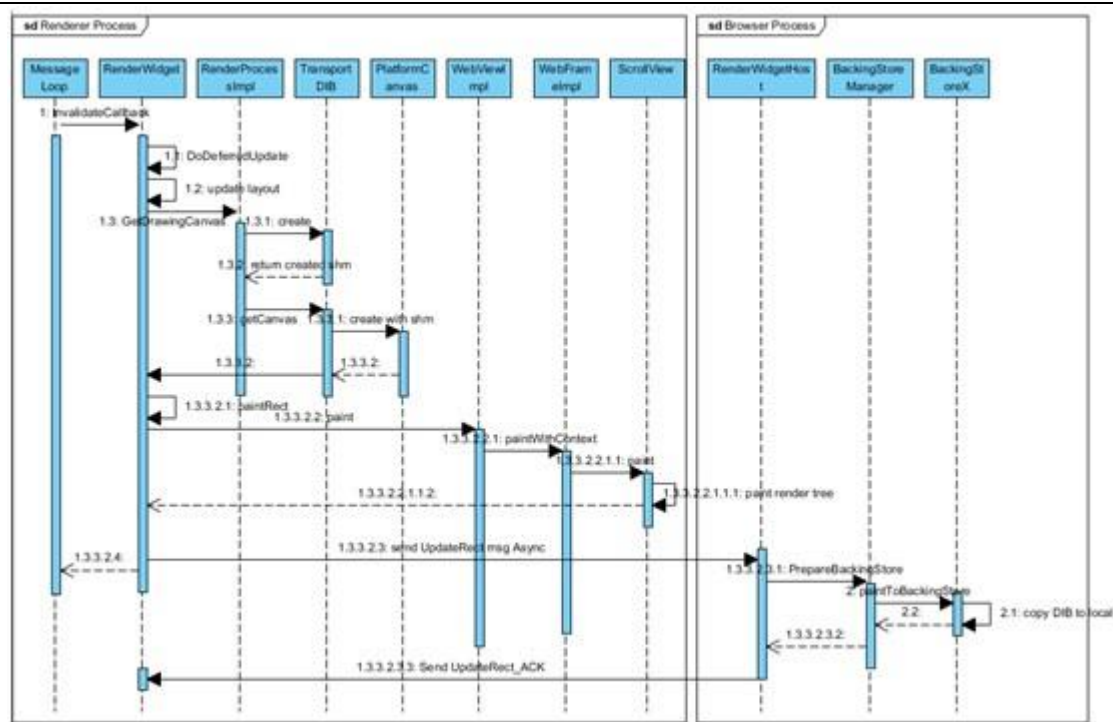 sd Renderer Process
sd Browser Process
Message
Loop
RenderWidget
RenderProces
sImpl
Transport
DIB
PlatformC
anvas
WebViewI
mpl
WebFram
eImpl
ScrollView
RenderWidgetHos
t
BackingStore
Manager
BackingSt
oreX
1: InvalidateCallback
1.1: DoDeferredUpdate
1.2: update layout
1.3: GetDrawingCanvas
1.3.1: create
1.3.2: return created shm
1.3.3: getCanvas
1.3.3.1: create with shm
1.3.3.2:
1.3.3.2:
1.3.3.2.1: paintRect
1.3.3.2.2: paint
1.3.3.2.2.1: paintWithContext
1.3.3.2.2.1.1: paint
1.3.3.2.2.1.1.2:
1.3.3.2.2.1.1.1: paint render tree
1.3.3.2.3: send UpdateRect msg Async
1.3.3.2.4:
1.3.3.2.3.1: PrepareBackingStore
2: paintToBackingStore
2.2:
2.1: copy DIB to local
1.3.3.2.3.2:
1.3.3.2.3.3: Send UpdateRect_ACK